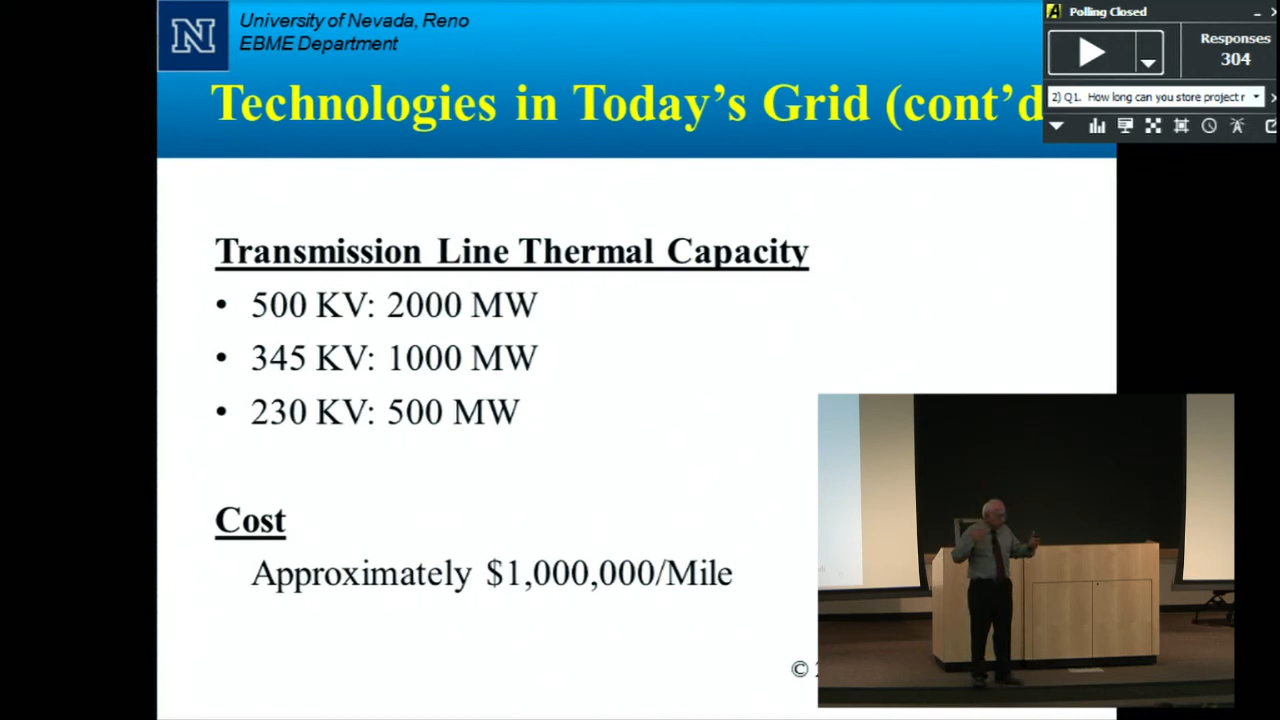 N
University of Nevada, Reno
EBME Department
Technologies in Today's Grid (cont'd
Polling Closed
Responses
304
2) Q1. How long can you store project r
Transmission Line Thermal Capacity
• 500 KV: 2000 MW
• 345 KV: 1000 MW
• 230 KV: 500 MW
Cost
Approximately $1,000,000/Mile
©